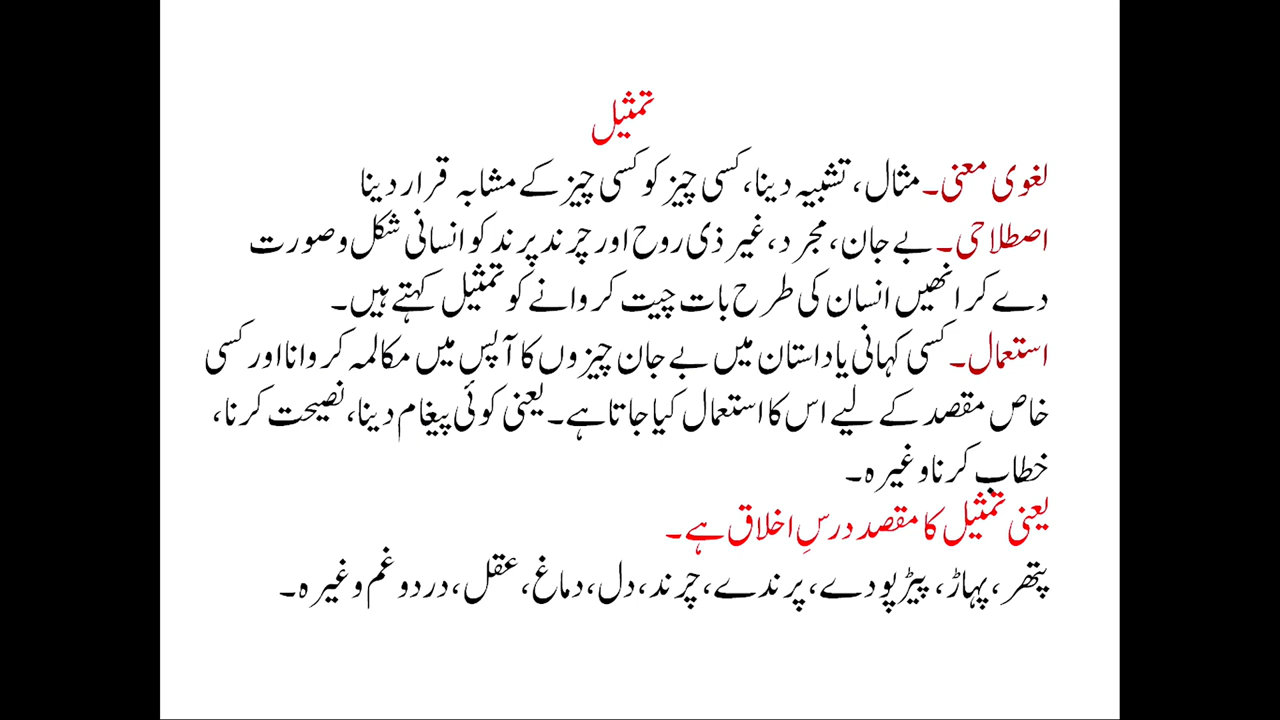 تمثیل
لغوی معنی۔ مثال، تشبیہ دینا، کسی چیز کو کسی چیز کے مشابہ قرار دینا
اصطلاحی۔ بے جان، مجرد، غیر ذی روح اور چرند پرند کو انسانی شکل و صورت
دے کر انھیں انسان کی طرح بات چیت کروانے کو تمثیل کہتے ہیں۔
استعمال۔ کسی کہانی یا داستان میں بے جان چیزوں کا آپس میں مکالمہ کروانا اور کسی
خاص مقصد کے لیے اس کا استعمال کیا جاتا ہے۔ یعنی کوئی پیغام دینا، نصیحت کرنا،
خطاب کرنا وغیرہ۔
یعنی تمثیل کا مقصد درسِ اخلاق ہے۔
پتھر، پہاڑ، پیڑ پودے، پرندے، چرند، دل، دماغ، عقل، درد و غم وغیرہ۔